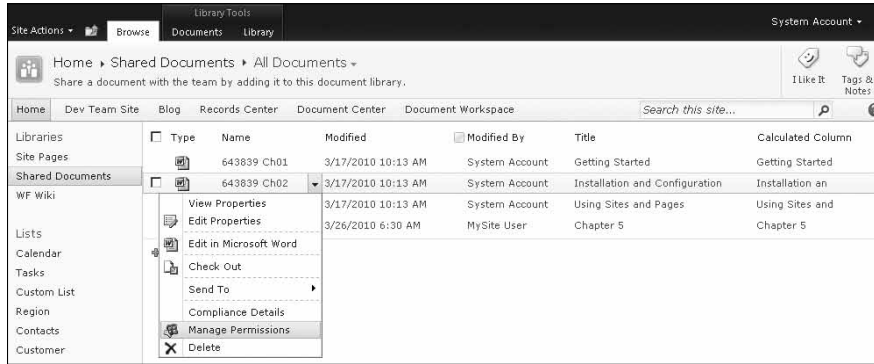 Library Tools
System Account
Site Actions Browse Documents Library
Home Shared Documents All Documents
Share a document with the team by adding it to this document library.
I Like It Tags &
Notes
Home Dev Team Site Blog Records Center Document Center Document Workspace Search this site...
Libraries
Site Pages
Shared Documents
WF Wiki
Lists
Calendar
Tasks
Custom List
Region
Contacts
Customer
Type Name Modified Modified By Title Calculated Column
643839 Ch01 3/17/2010 10:13 AM System Account Getting Started Getting Started
643839 Ch02 3/17/2010 10:13 AM System Account Installation and Configuration Installation an
3/17/2010 10:13 AM System Account Using Sites and Pages Using Sites and
3/26/2010 6:30 AM MySite User Chapter 5 Chapter 5
View Properties
Edit Properties
Edit in Microsoft Word
Check Out
Send To
Compliance Details
Manage Permissions
Delete